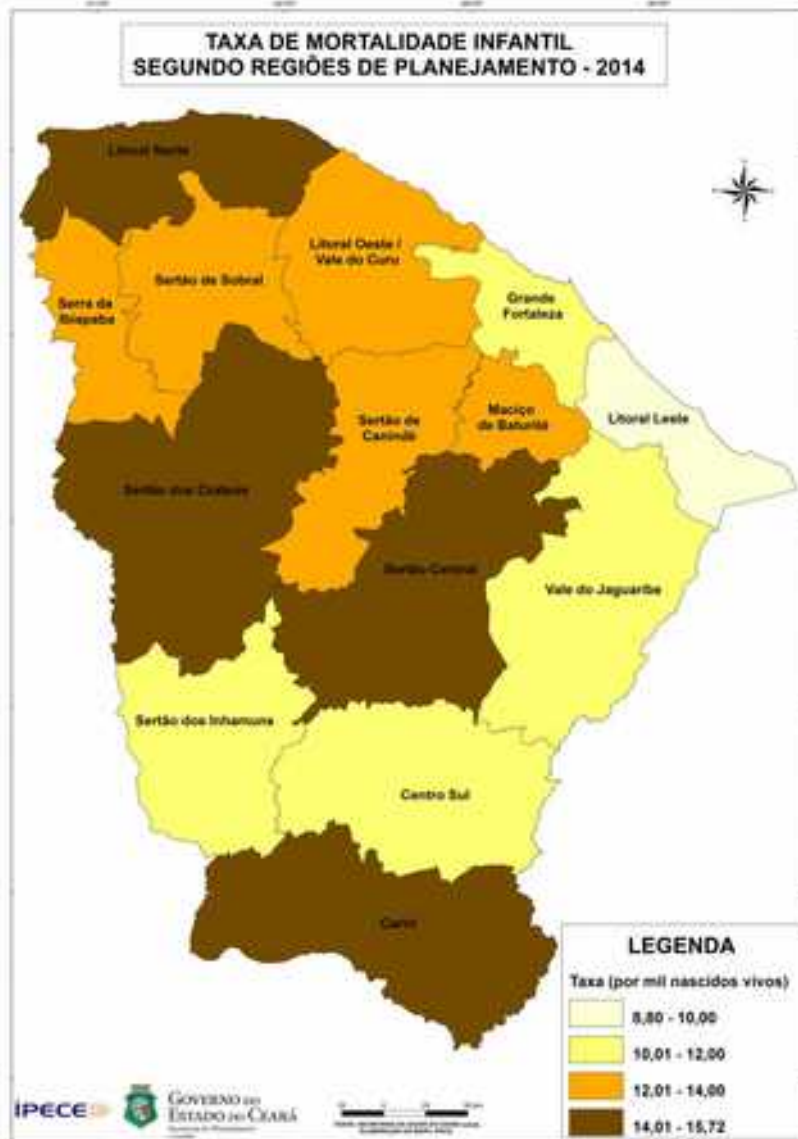 TAXA DE MORTALIDADE INFANTIL
SEGUNDO REGIÕES DE PLANEJAMENTO - 2014
Litoral Norte
Litoral Oeste /
Vale do Curu
Sertão de Sobral
Serra da
Ibiapaba
Grande
Fortaleza
Sertão de
Canindé
Maciço
de Baturité
Litoral Leste
Sertão dos Crateús
Sertão Central
Vale do Jaguaribe
Sertão dos Inhamuns
Centro Sul
Cariri
LEGENDA
Taxa (por mil nascidos vivos)
8,80 - 10,00
10,01 - 12,00
12,01 - 14,00
14,01 - 15,72
IPECE
GOVERNO DO
ESTADO DO CEARÁ